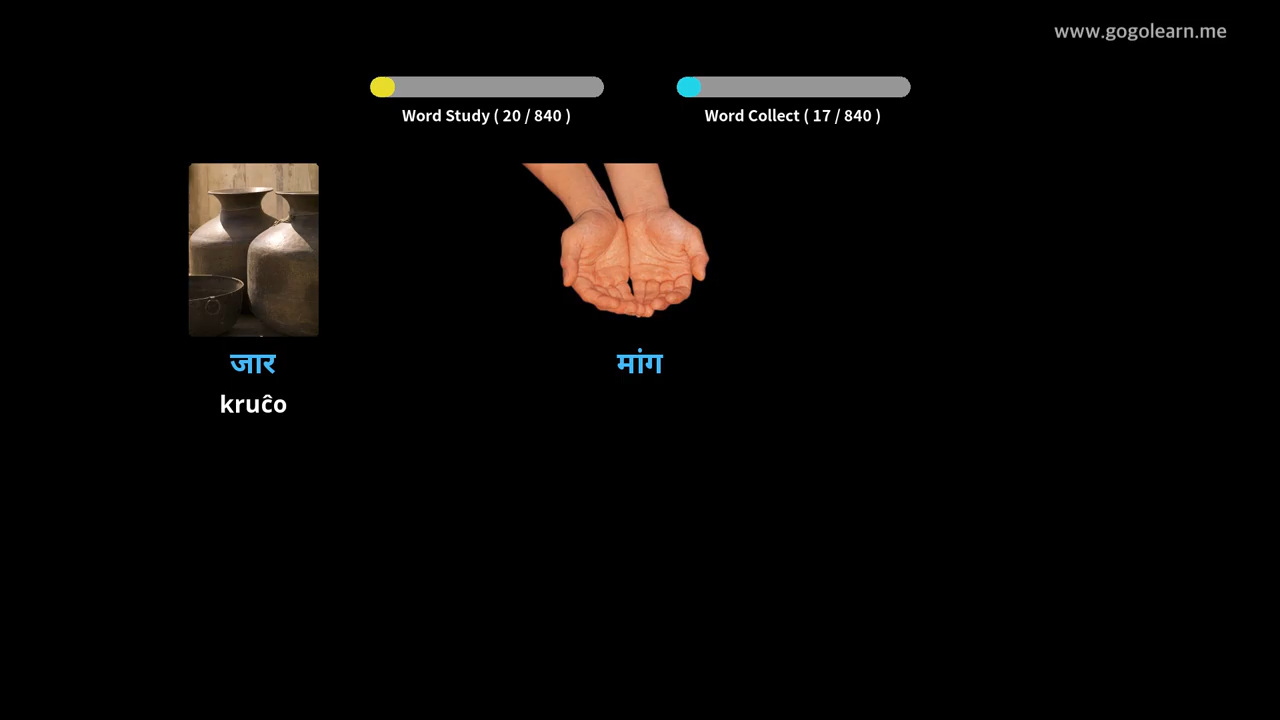 www.gogolearn.me
Word Study ( 20 / 840 )
Word Collect ( 17 / 840 )
जार
मांग
kruĉo